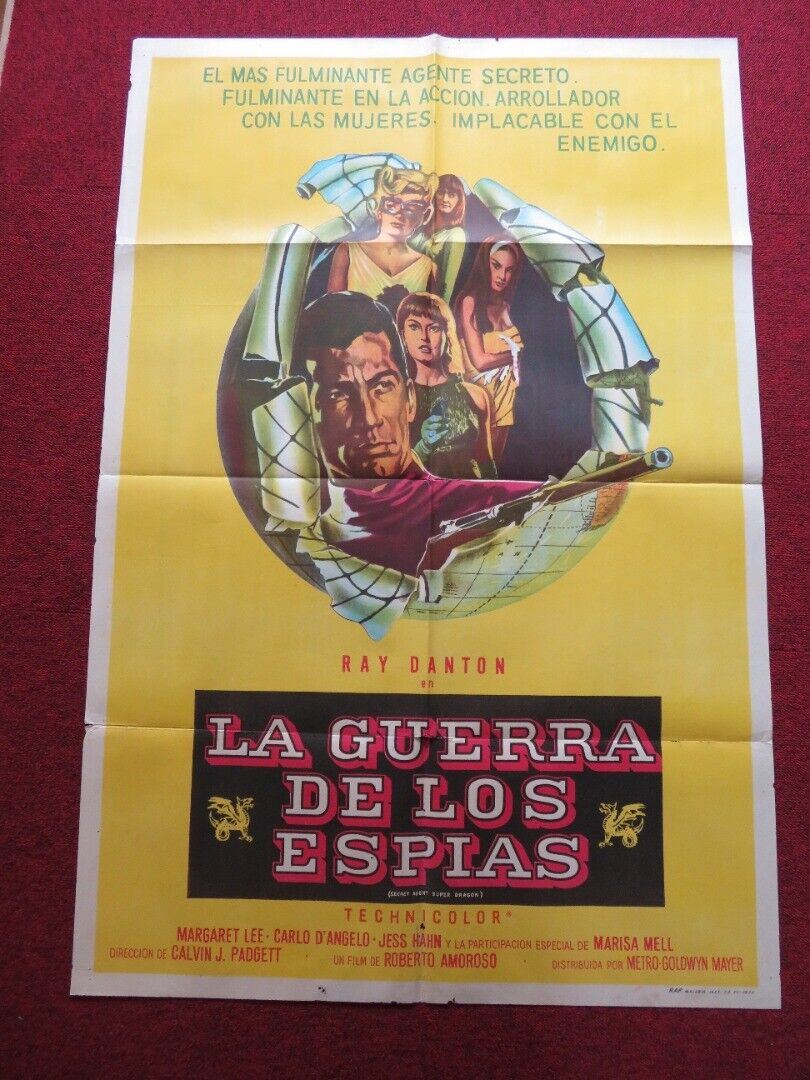 EL MAS FULMINANTE AGENTE SECRETO.
FULMINANTE EN LA ACCION. ARROLLADOR
CON LAS MUJERES. IMPLACABLE CON EL
ENEMIGO.
RAY DANTON
en
LA GUERRA
DE LOS
ESPIAS
(SECRET AGENT SUPER DRAGON)
TECHNICOLOR®
MARGARET LEE · CARLO D'ANGELO · JESS HAHN Y LA PARTICIPACION ESPECIAL DE MARISA MELL
DIRECCION DE CALVIN J. PADGETT UN FILM DE ROBERTO AMOROSO DISTRIBUIDA POR METRO-GOLDWYN MAYER